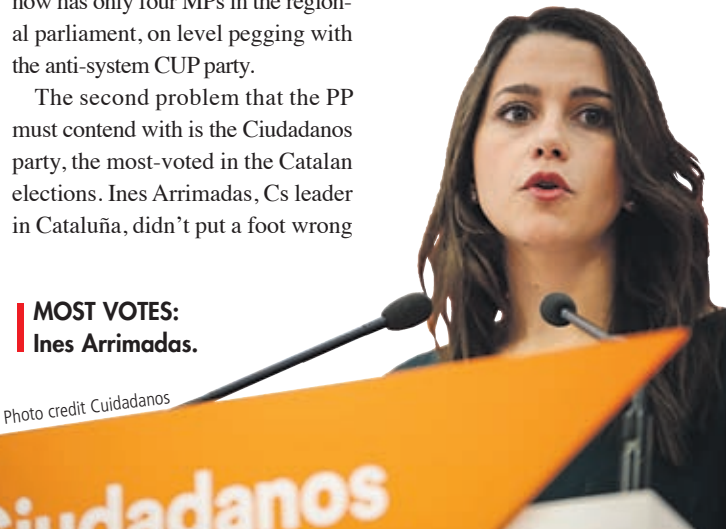 now has only four MPs in the region-
al parliament, on level pegging with
the anti-system CUP party.
The second problem that the PP
must contend with is the Ciudadanos
party, the most-voted in the Catalan
elections. Ines Arrimadas, Cs leader
in Cataluña, didn’t put a foot wrong
MOST VOTES:
Ines Arrimadas.
Photo credit Cuidadanos
Ciudadanos